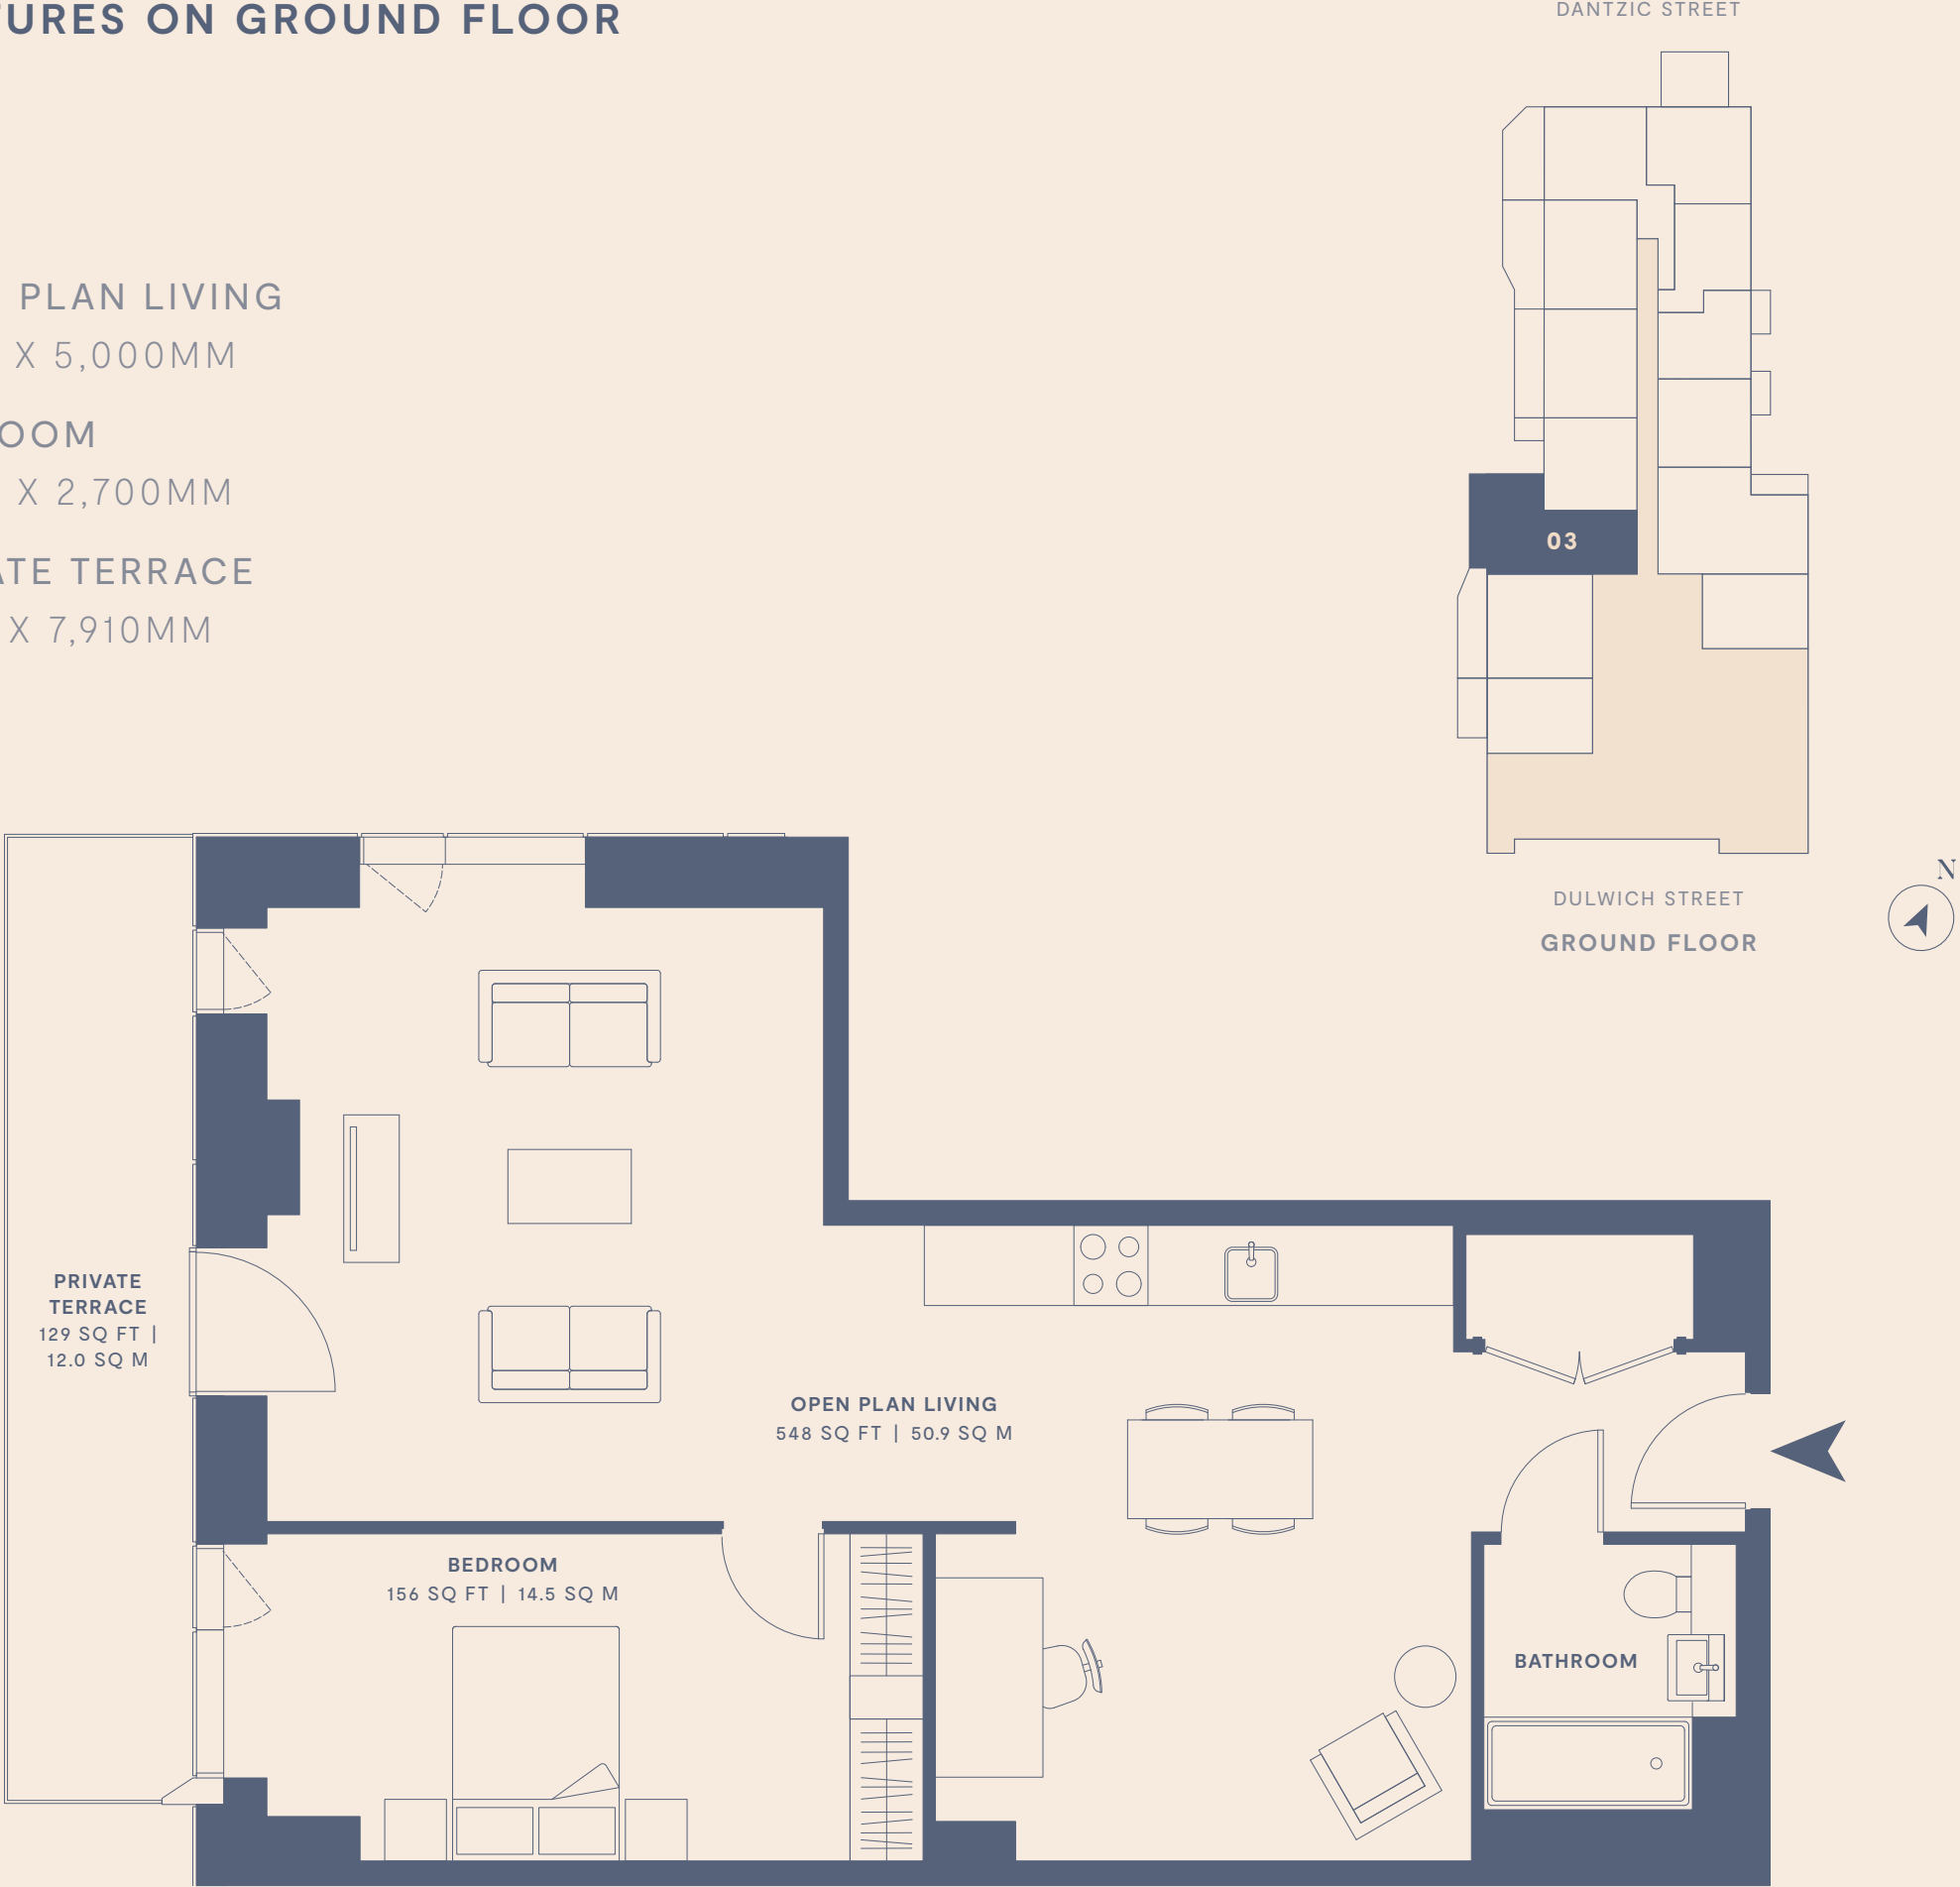 TURES ON GROUND FLOOR
PLAN LIVING
X 5,000MM
OOM
X 2,700MM
ATE TERRACE
X 7,910MM
DANTZIC STREET
03
DULWICH STREET
GROUND FLOOR
N
PRIVATE
TERRACE
129 SQ FT |
12.0 SQ M
OPEN PLAN LIVING
548 SQ FT | 50.9 SQ M
BEDROOM
156 SQ FT | 14.5 SQ M
BATHROOM